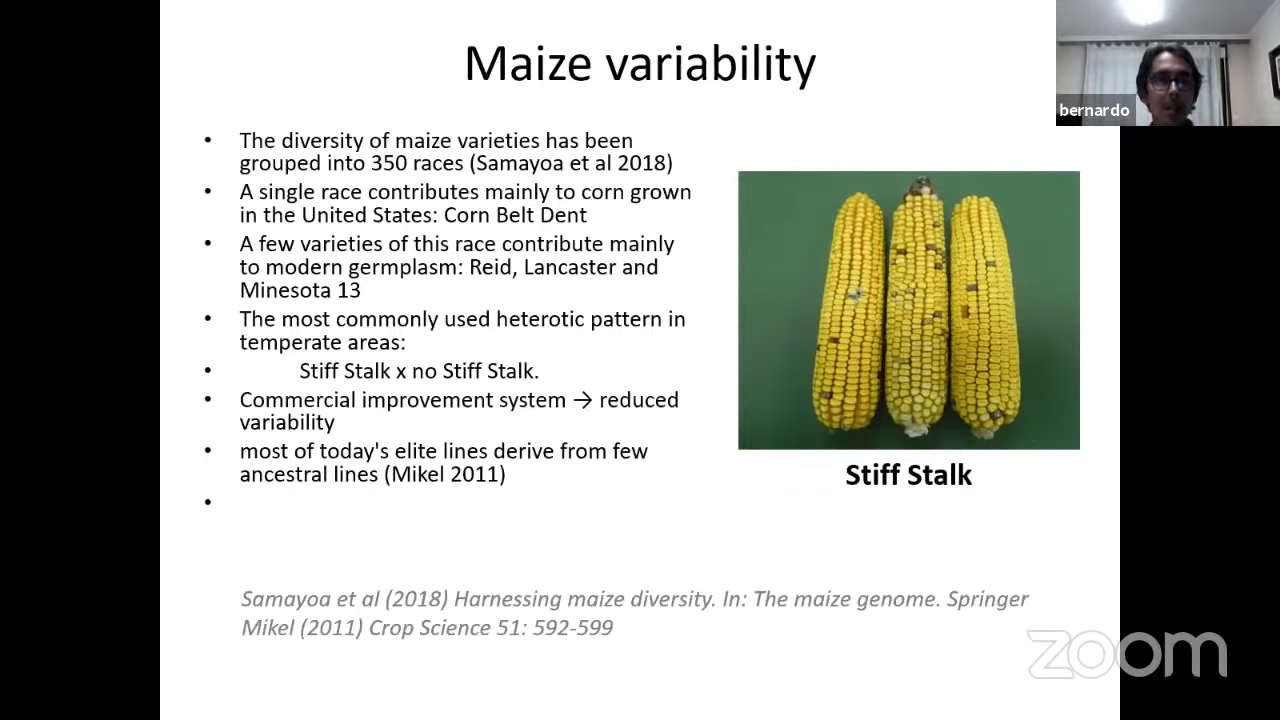 Maize variability
bernardo
• The diversity of maize varieties has been
grouped into 350 races (Samayoa et al 2018)
• A single race contributes mainly to corn grown
in the United States: Corn Belt Dent
• A few varieties of this race contribute mainly
to modern germplasm: Reid, Lancaster and
Minesota 13
• The most commonly used heterotic pattern in
temperate areas:
• Stiff Stalk x no Stiff Stalk.
• Commercial improvement system → reduced
variability
• most of today's elite lines derive from few
ancestral lines (Mikel 2011)
•
Stiff Stalk
Samayoa et al (2018) Harnessing maize diversity. In: The maize genome. Springer
Mikel (2011) Crop Science 51: 592-599
zoom